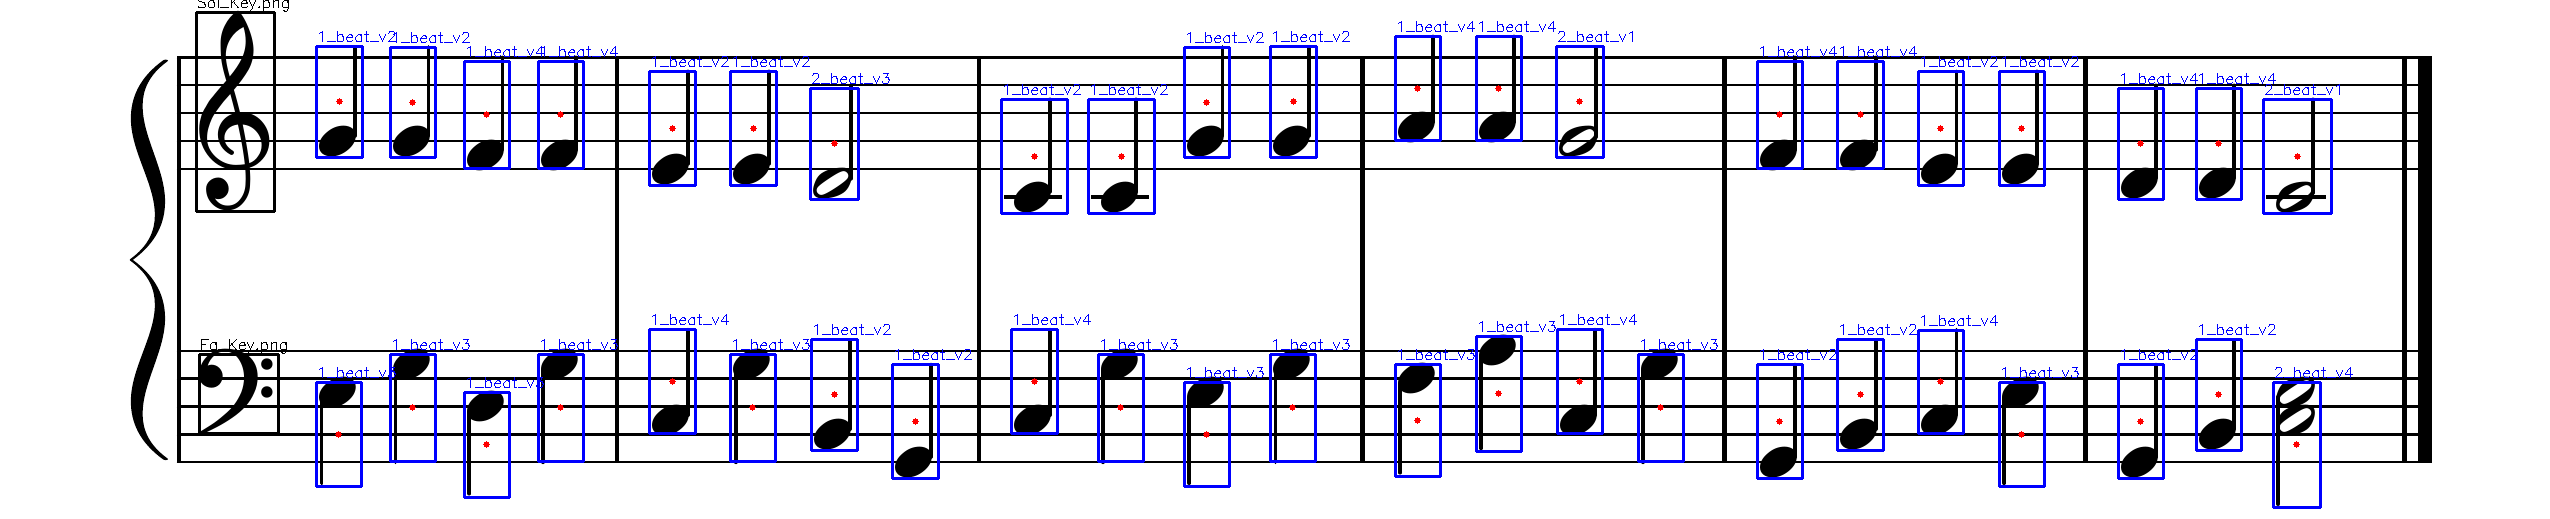 Sol_Key.png
1_beat_v2 1_beat_v2 1_beat_v4 1_beat_v4 1_beat_v2 1_beat_v2 2_beat_v3 1_beat_v2 1_beat_v2 1_beat_v2 1_beat_v2 1_beat_v4 1_beat_v4 2_beat_v1 1_beat_v4 1_beat_v4 1_beat_v2 1_beat_v2 1_beat_v4 1_beat_v4 2_beat_v1
Fa_Key.png
1_beat_v3 1_beat_v3 1_beat_v3 1_beat_v4 1_beat_v3 1_beat_v2 1_beat_v2 1_beat_v4 1_beat_v3 1_beat_v3 1_beat_v3 1_beat_v3 1_beat_v3 1_beat_v4 1_beat_v3 1_beat_v2 1_beat_v2 1_beat_v4 1_beat_v3 1_beat_v2 1_beat_v2 2_beat_v4